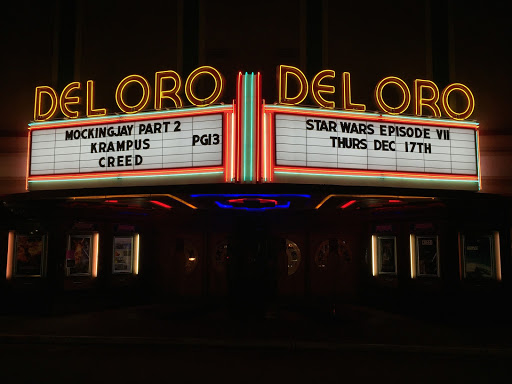 DEL ORO
MOCKINGJAY PART 2
KRAMPUS PG13
CREED
DEL ORO
STAR WARS EPISODE VII
THURS DEC 17TH